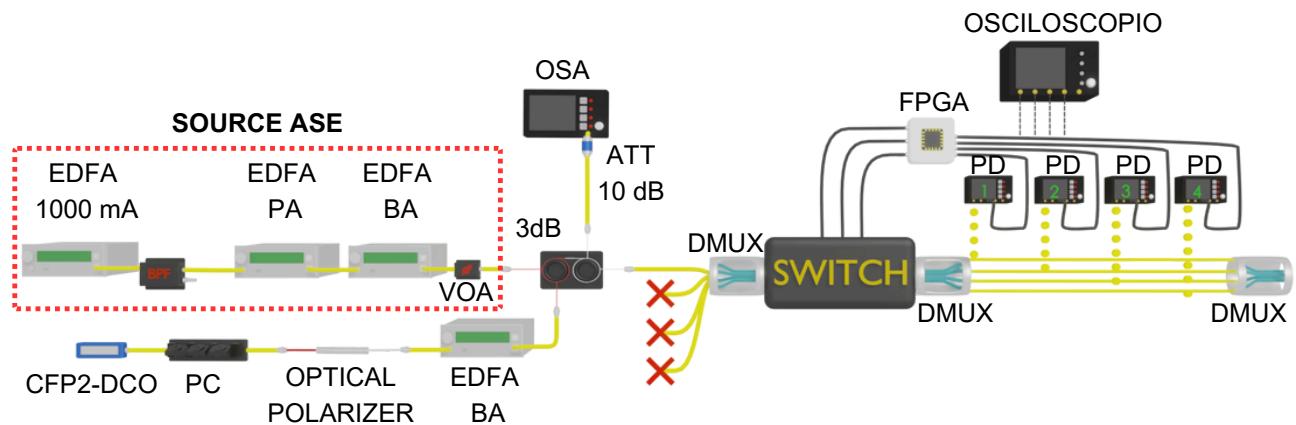 OSCILOSCOPIO
OSA
FPGA
SOURCE ASE
ATT
10 dB
EDFA
1000 mA
EDFA
PA
EDFA
BA
PD
PD
PD
PD
1
2
3
4
3dB
DMUX
BPF
SWITCH
VOA
DMUX
DMUX
CFP2-DCO
PC
OPTICAL
POLARIZER
EDFA
BA